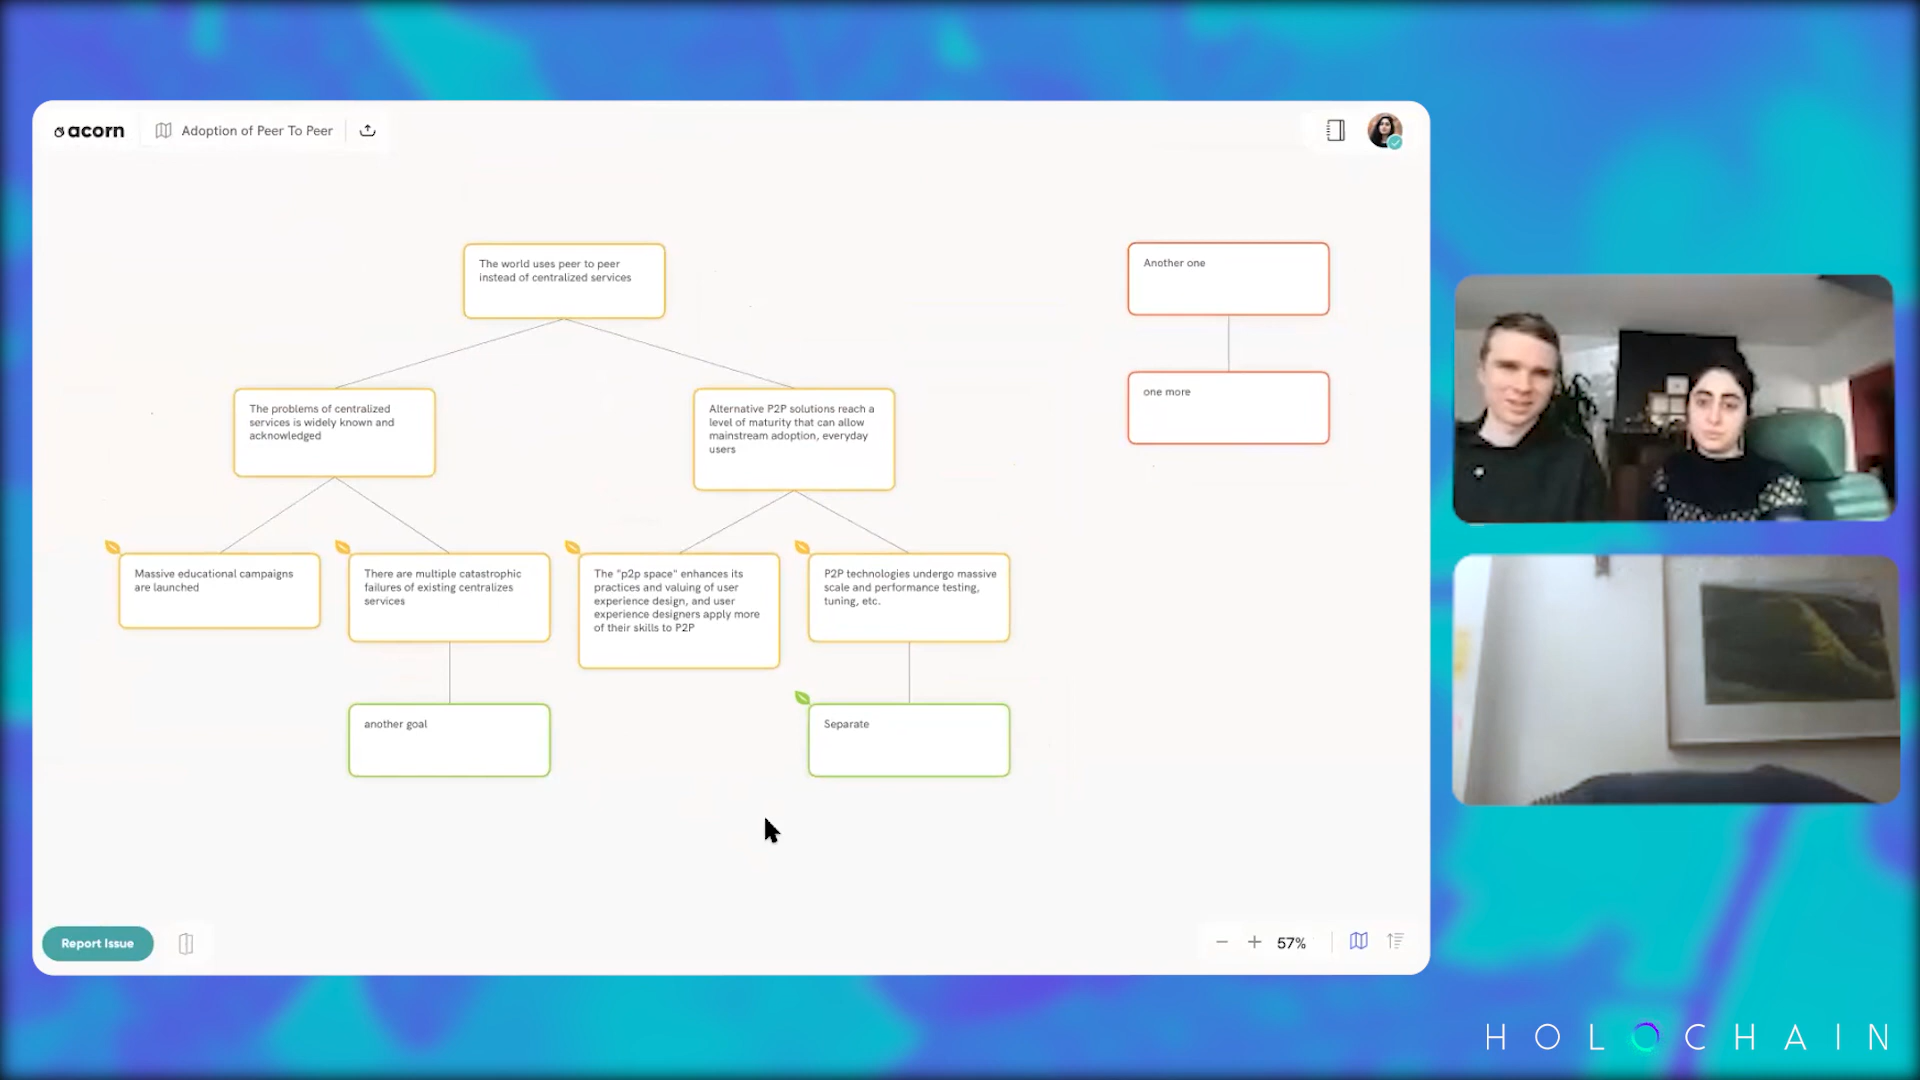 acorn
Adoption of Peer To Peer
The world uses peer to peer
instead of centralized services
Another one
The problems of centralized
services is widely known and
acknowledged
Alternative P2P solutions reach a
level of maturity that can allow
mainstream adoption, everyday
users
one more
Massive educational campaigns
are launched
There are multiple catastrophic
failures of existing centralizes
services
The "p2p space" enhances its
practices and valuing of user
experience design, and user
experience designers apply more
of their skills to P2P
P2P technologies undergo massive
scale and performance testing,
tuning, etc.
another goal
Separate
Report Issue
57%
HOLOCHAIN